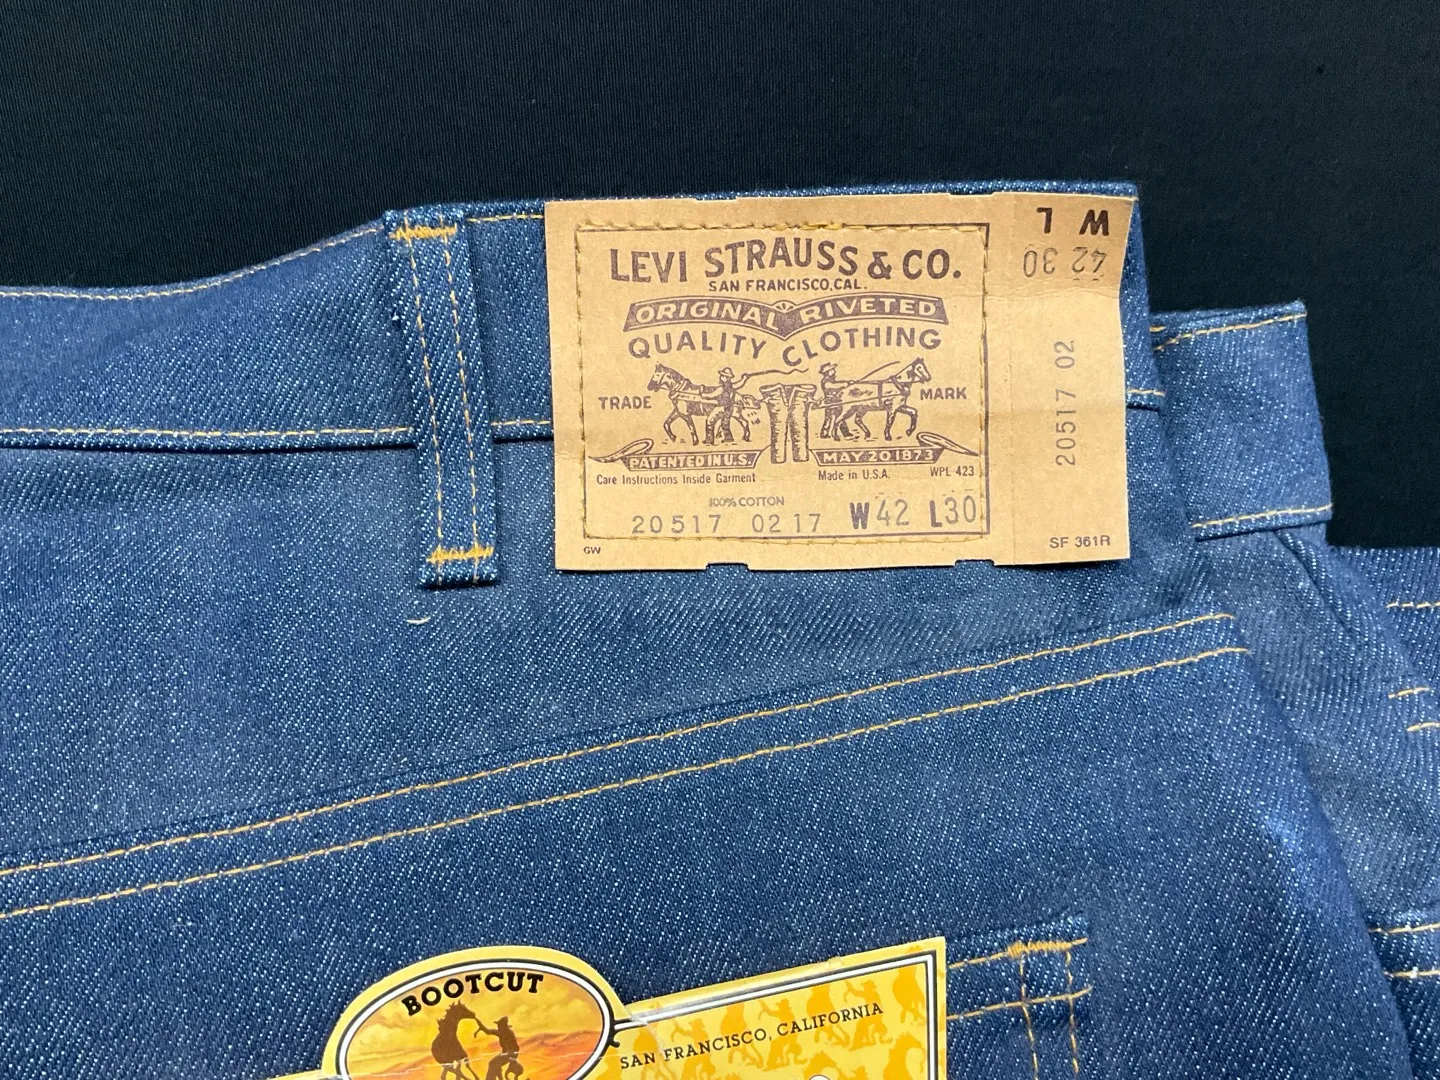 LEVI STRAUSS & CO.
SAN FRANCISCO, CAL.
ORIGINAL RIVETED
QUALITY CLOTHING
TRADE MARK
PATENTED IN U.S. MAY 20 1873
Care Instructions Inside Garment Made in U.S.A. WPL 423
100% COTTON
20517 0217 W42 L30
GW
SF 361R
W L
42 30
20517 02
BOOTCUT
SAN FRANCISCO, CALIFORNIA